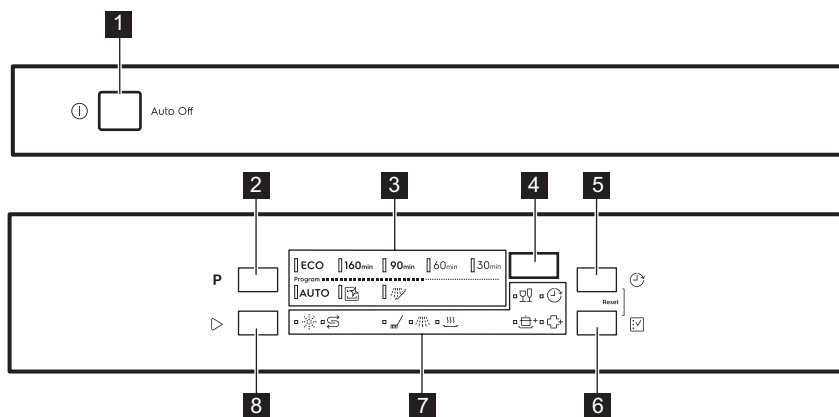 1
Auto Off
2 3 4 5
ECO 160min 90min 60min 30min
P
Program
AUTO
Reset
8 7 6